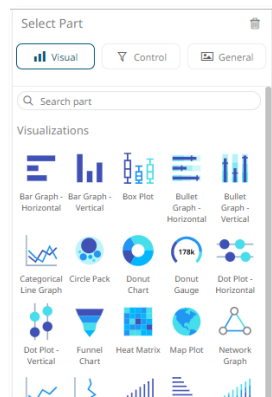 Select Part
Visual Control General
Search part
Visualizations
Bar Graph - Bar Graph - Box Plot Bullet Bullet
Horizontal Vertical Graph - Graph -
Horizontal Vertical
178k
Categorical Circle Pack Donut Donut Dot Plot -
Line Graph Chart Gauge Horizontal
Dot Plot - Funnel Heat Matrix Map Plot Network
Vertical Chart Graph